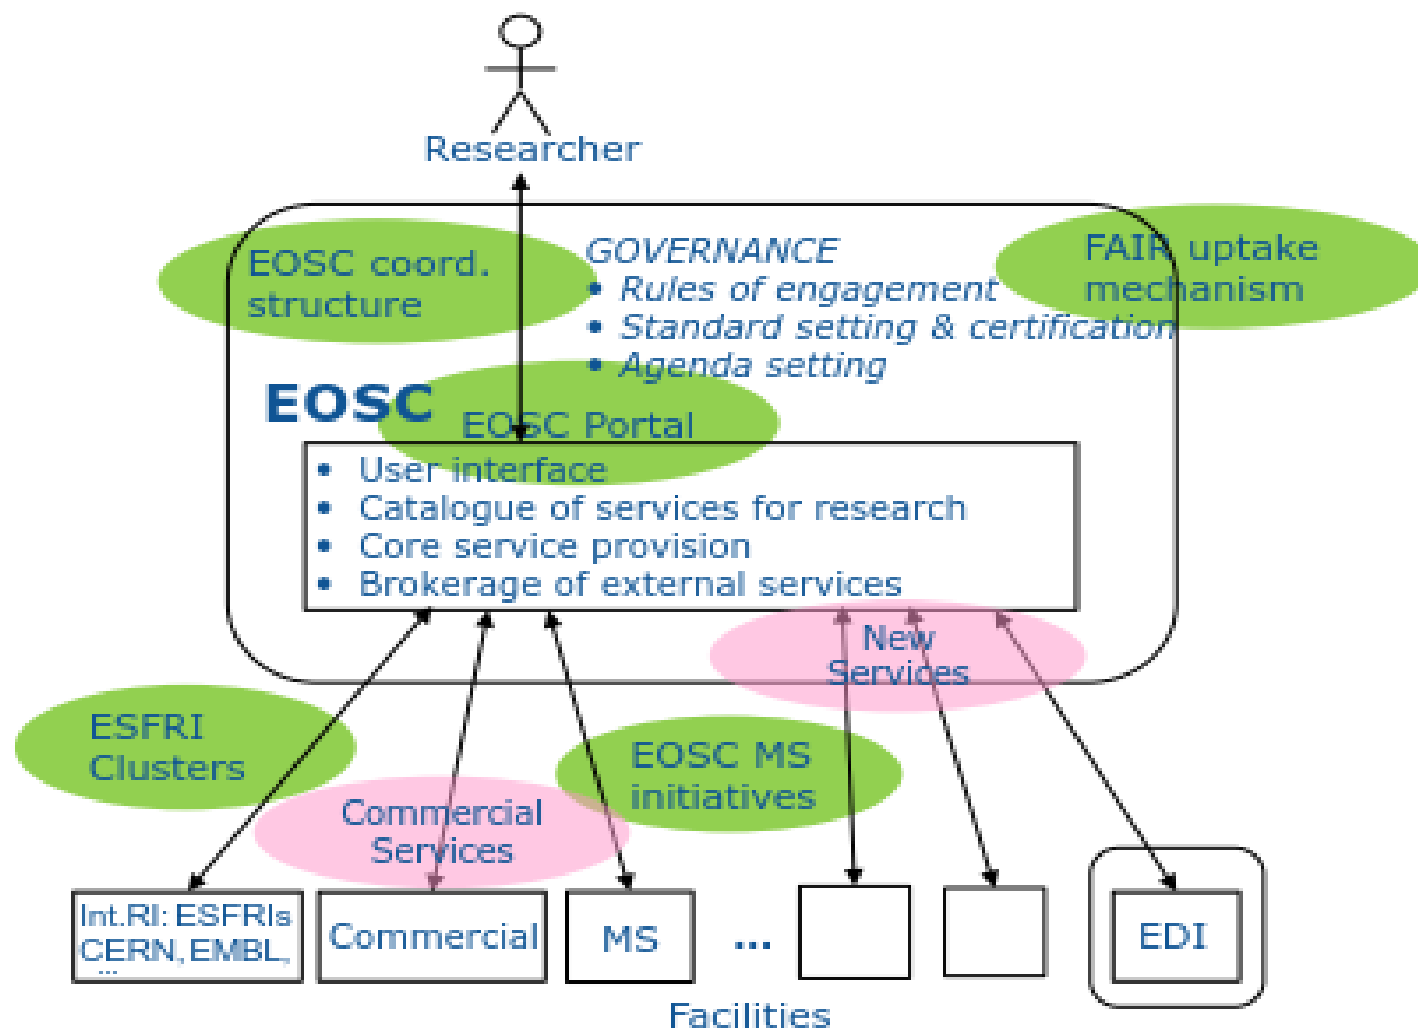 Researcher
EOSC coord.
structure
GOVERNANCE
• Rules of engagement
• Standard setting & certification
• Agenda setting
FAIR uptake
mechanism
EOSC
EOSC Portal
• User interface
• Catalogue of services for research
• Core service provision
• Brokerage of external services
New
Services
ESFRI
Clusters
EOSC MS
initiatives
Commercial
Services
Int.RI: ESFRIs
CERN, EMBL,
...
Commercial
MS
...
EDI
Facilities